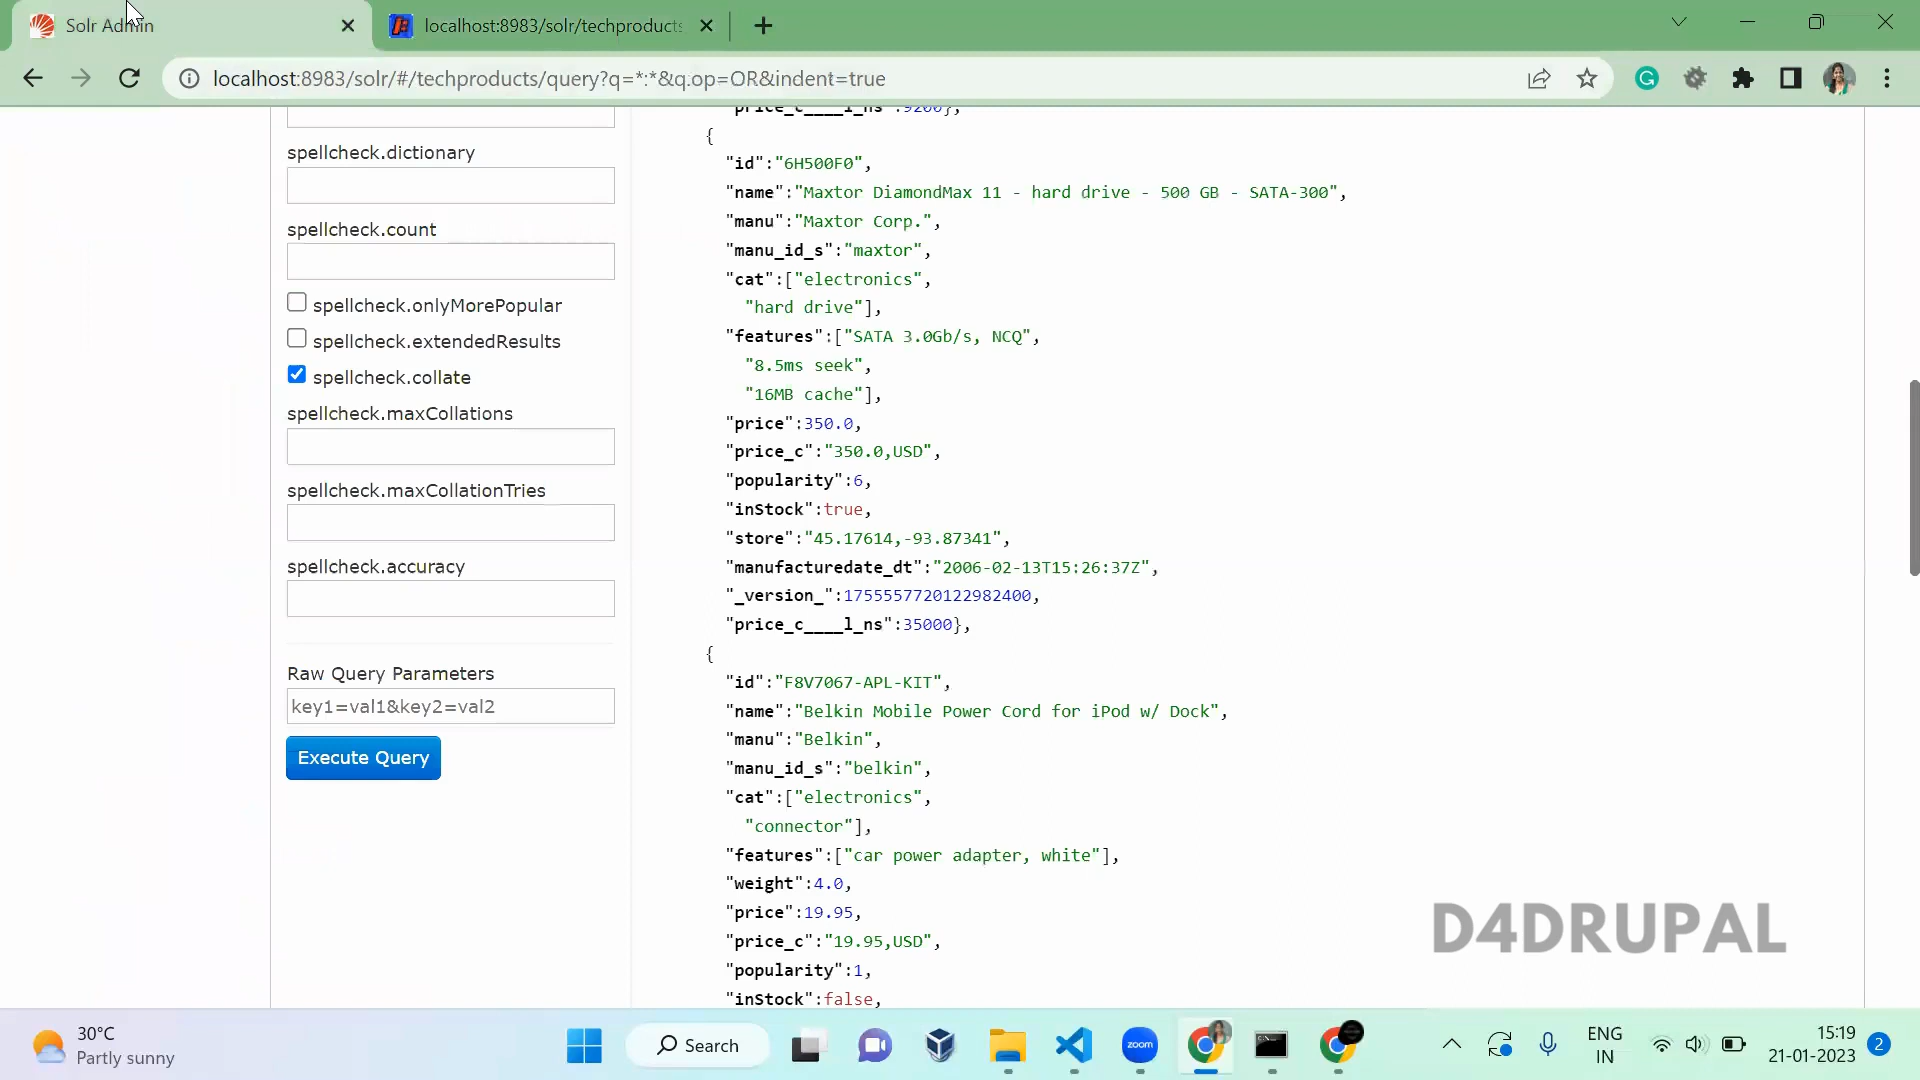 Solr Admin
localhost:8983/solr/techproducts
localhost:8983/solr/#/techproducts/query?q=*:*&q.op=OR&indent=true
"price_c____l_ns":9200},
spellcheck.dictionary
spellcheck.count
spellcheck.onlyMorePopular
spellcheck.extendedResults
spellcheck.collate
spellcheck.maxCollations
spellcheck.maxCollationTries
spellcheck.accuracy
Raw Query Parameters
key1=val1&key2=val2
Execute Query
{
"id":"6H500F0",
"name":"Maxtor DiamondMax 11 - hard drive - 500 GB - SATA-300",
"manu":"Maxtor Corp.",
"manu_id_s":"maxtor",
"cat":["electronics",
"hard drive"],
"features":["SATA 3.0Gb/s, NCQ",
"8.5ms seek",
"16MB cache"],
"price":350.0,
"price_c":"350.0,USD",
"popularity":6,
"inStock":true,
"store":"45.17614,-93.87341",
"manufacturedate_dt":"2006-02-13T15:26:37Z",
"_version_":1755557720122982400,
"price_c____l_ns":35000},
{
"id":"F8V7067-APL-KIT",
"name":"Belkin Mobile Power Cord for iPod w/ Dock",
"manu":"Belkin",
"manu_id_s":"belkin",
"cat":["electronics",
"connector"],
"features":["car power adapter, white"],
"weight":4.0,
"price":19.95,
"price_c":"19.95,USD",
"popularity":1,
"inStock":false,
D4DRUPAL
30°C
Partly sunny
Search
zoom
ENG
IN
15:19
21-01-2023
2